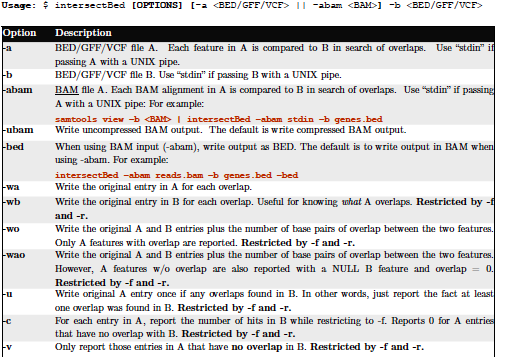 Usage: $ intersectBed [OPTIONS] [-a <BED/GFF/VCF> || -abam <BAM>] -b <BED/GFF/VCF>
Option Description
-a BED/GFF/VCF file A. Each feature in A is compared to B in search of overlaps. Use "stdin" if
passing A with a UNIX pipe.
-b BED/GFF/VCF file B. Use "stdin" if passing B with a UNIX pipe.
-abam BAM file A. Each BAM alignment in A is compared to B in search of overlaps. Use "stdin" if passing
A with a UNIX pipe: For example:
samtools view –b <BAM> | intersectBed –abam stdin –b genes.bed
-ubam Write uncompressed BAM output. The default is write compressed BAM output.
-bed When using BAM input (-abam), write output as BED. The default is to write output in BAM when
using -abam. For example:
intersectBed –abam reads.bam –b genes.bed –bed
-wa Write the original entry in A for each overlap.
-wb Write the original entry in B for each overlap. Useful for knowing what A overlaps. Restricted by -f
and -r.
-wo Write the original A and B entries plus the number of base pairs of overlap between the two features.
Only A features with overlap are reported. Restricted by -f and -r.
-wao Write the original A and B entries plus the number of base pairs of overlap between the two features.
However, A features w/o overlap are also reported with a NULL B feature and overlap = 0.
Restricted by -f and -r.
-u Write original A entry once if any overlaps found in B. In other words, just report the fact at least
one overlap was found in B. Restricted by -f and -r.
-c For each entry in A, report the number of hits in B while restricting to -f. Reports 0 for A entries
that have no overlap with B. Restricted by -f and -r.
-v Only report those entries in A that have no overlap in B. Restricted by -f and -r.